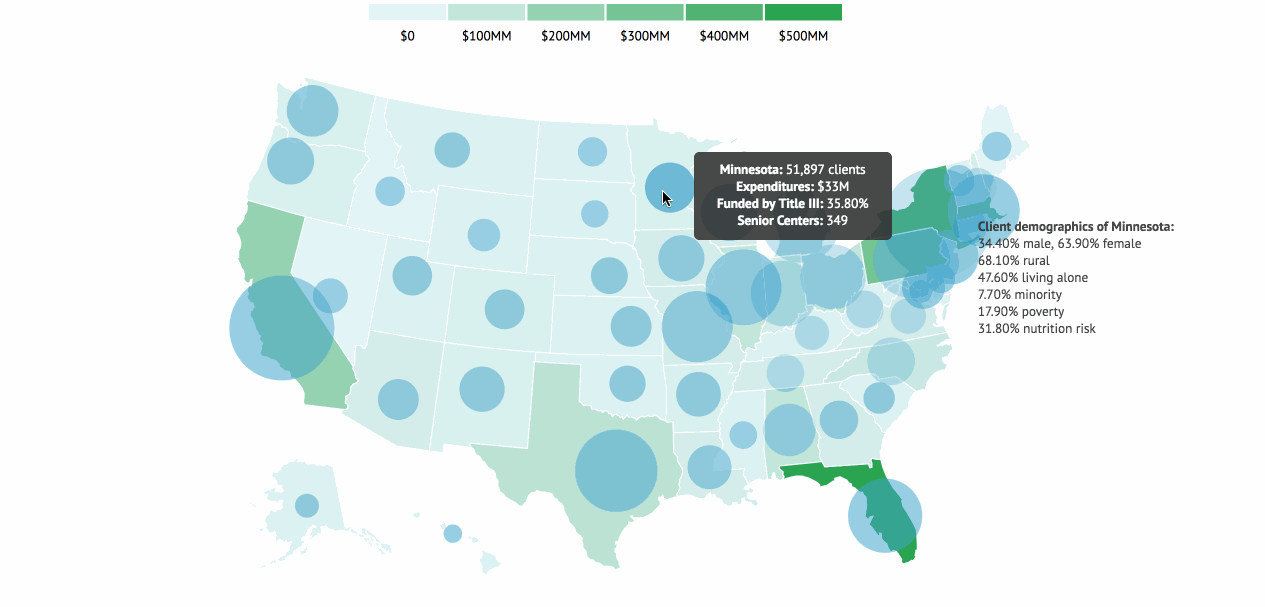 $0 $100MM $200MM $300MM $400MM $500MM
Minnesota: 51,897 clients
Expenditures: $33M
Funded by Title III: 35.80%
Senior Centers: 349
Client demographics of Minnesota:
34.40% male, 63.90% female
68.10% rural
47.60% living alone
7.70% minority
17.90% poverty
31.80% nutrition risk